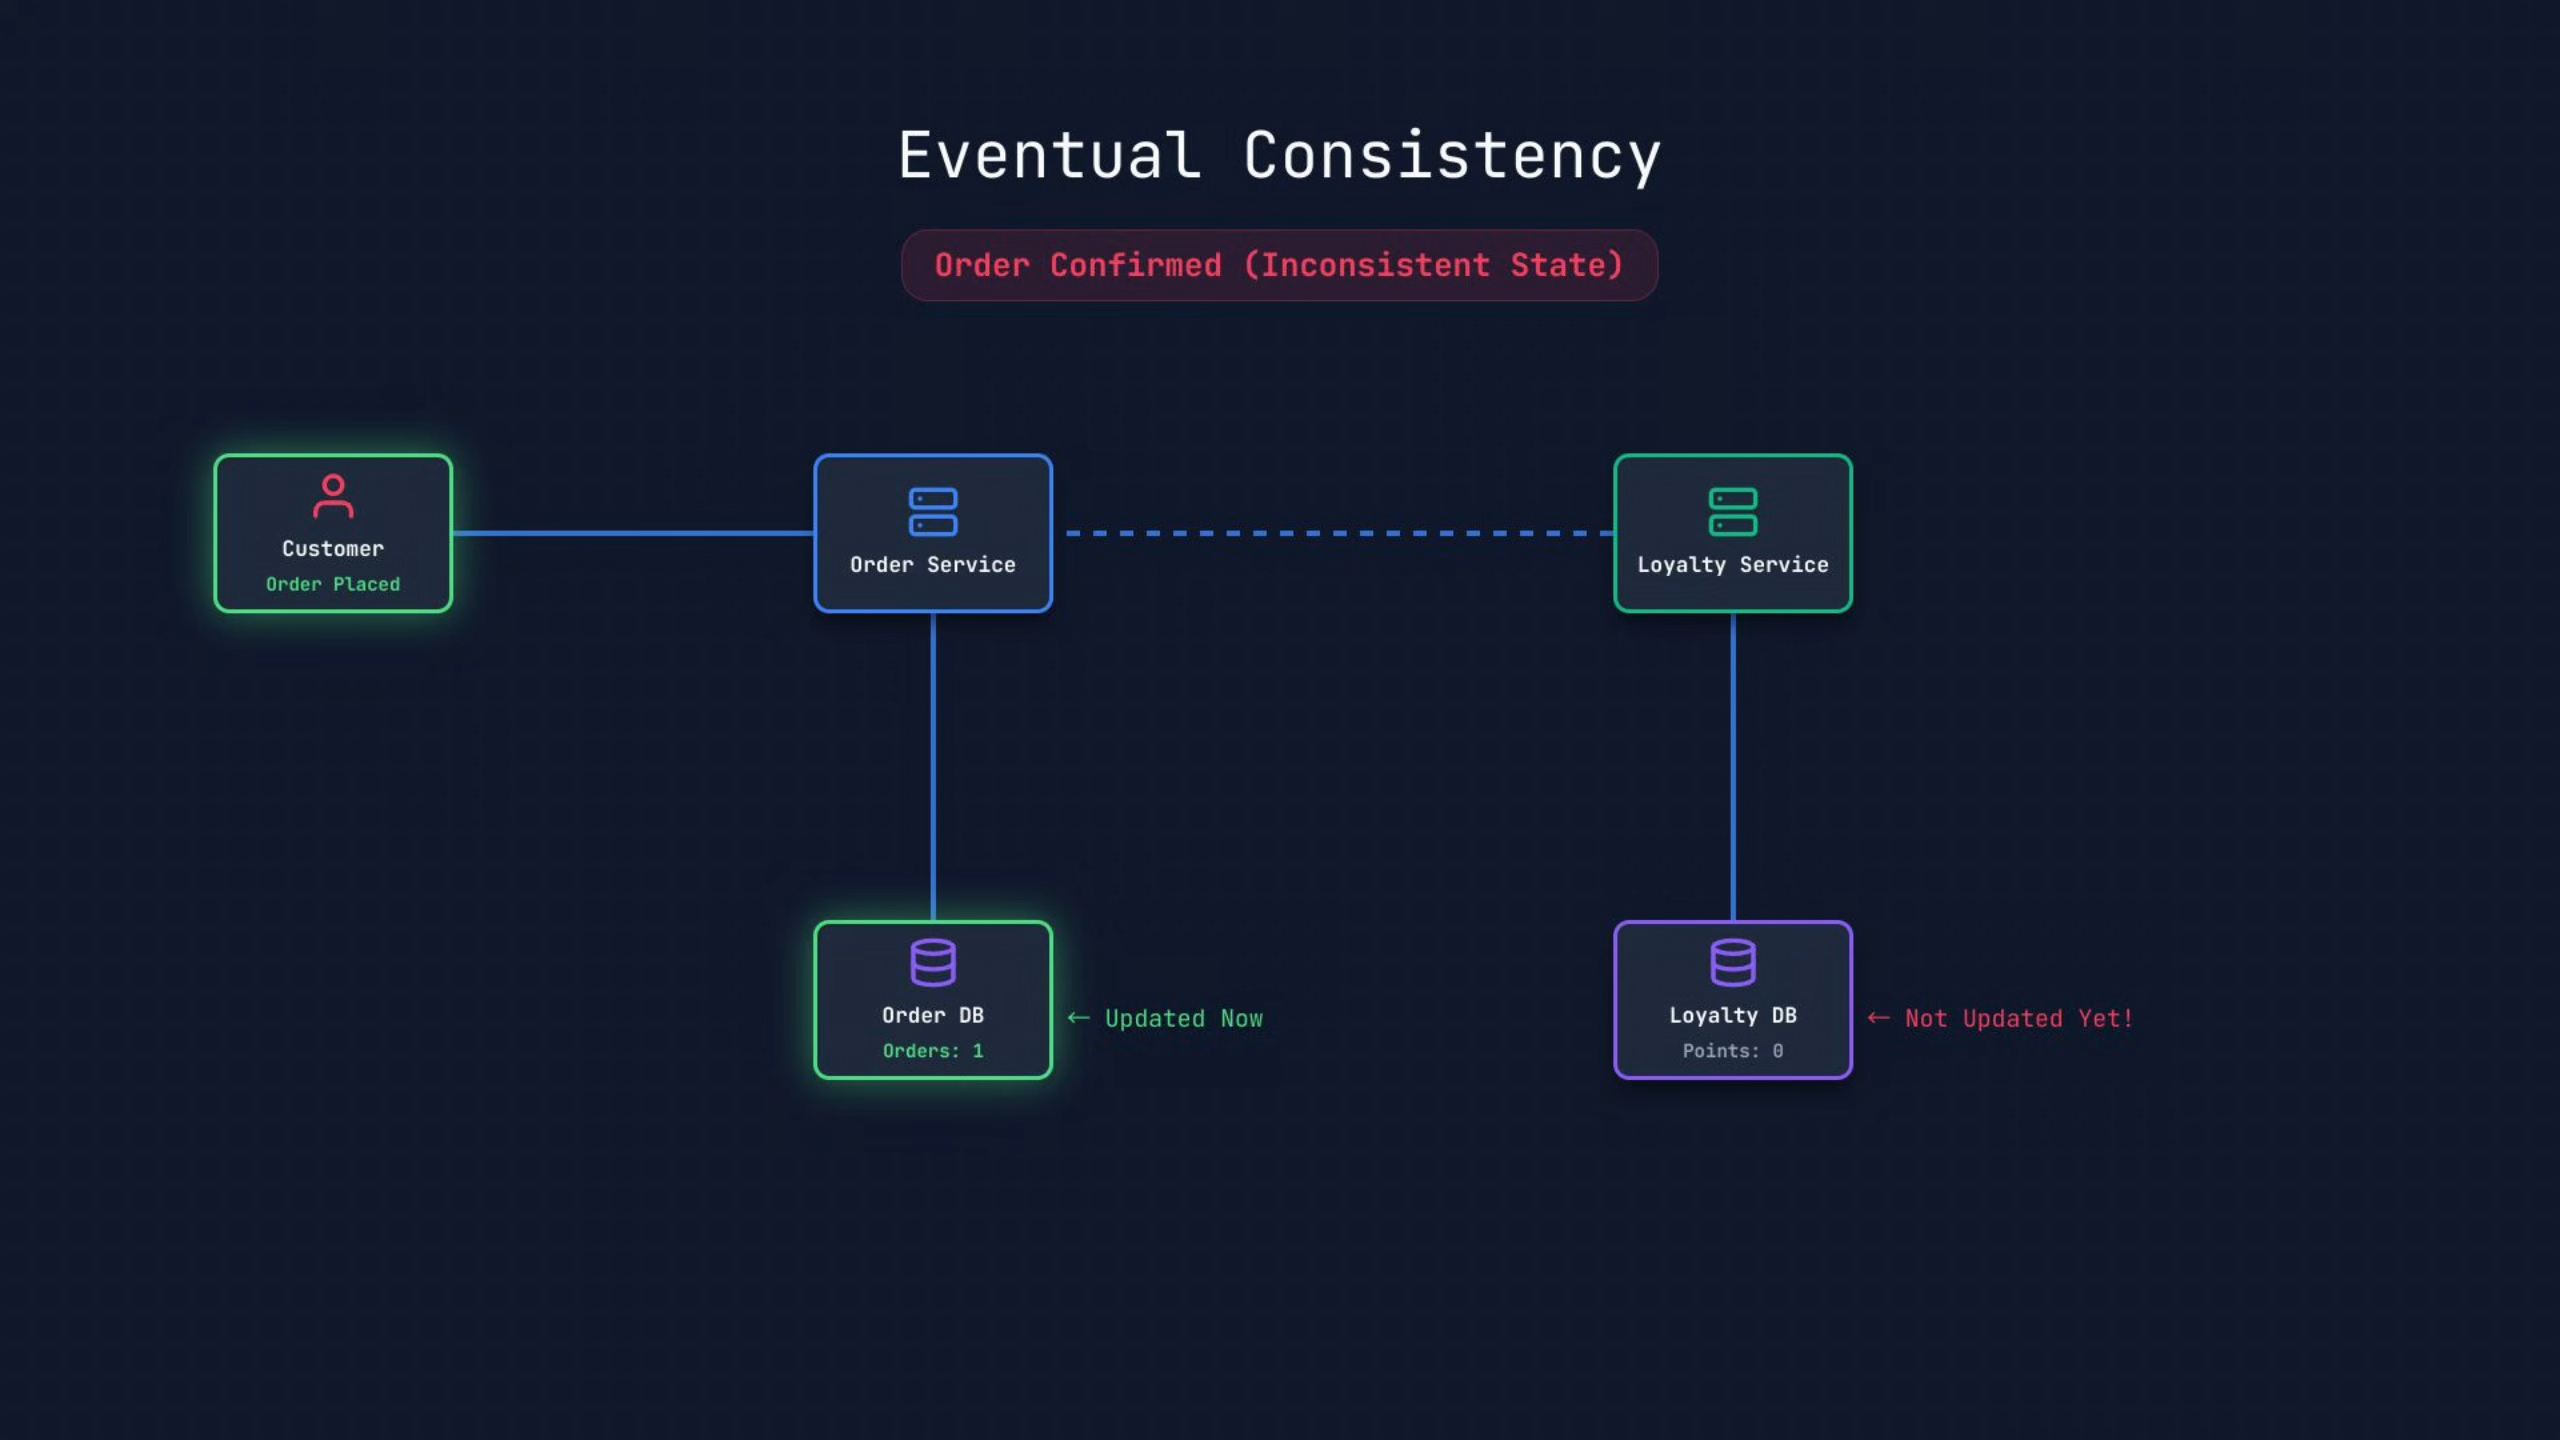 Eventual Consistency
Order Confirmed (Inconsistent State)
Customer
Order Placed
Order Service
Loyalty Service
Order DB
Orders: 1
← Updated Now
Loyalty DB
Points: 0
← Not Updated Yet!